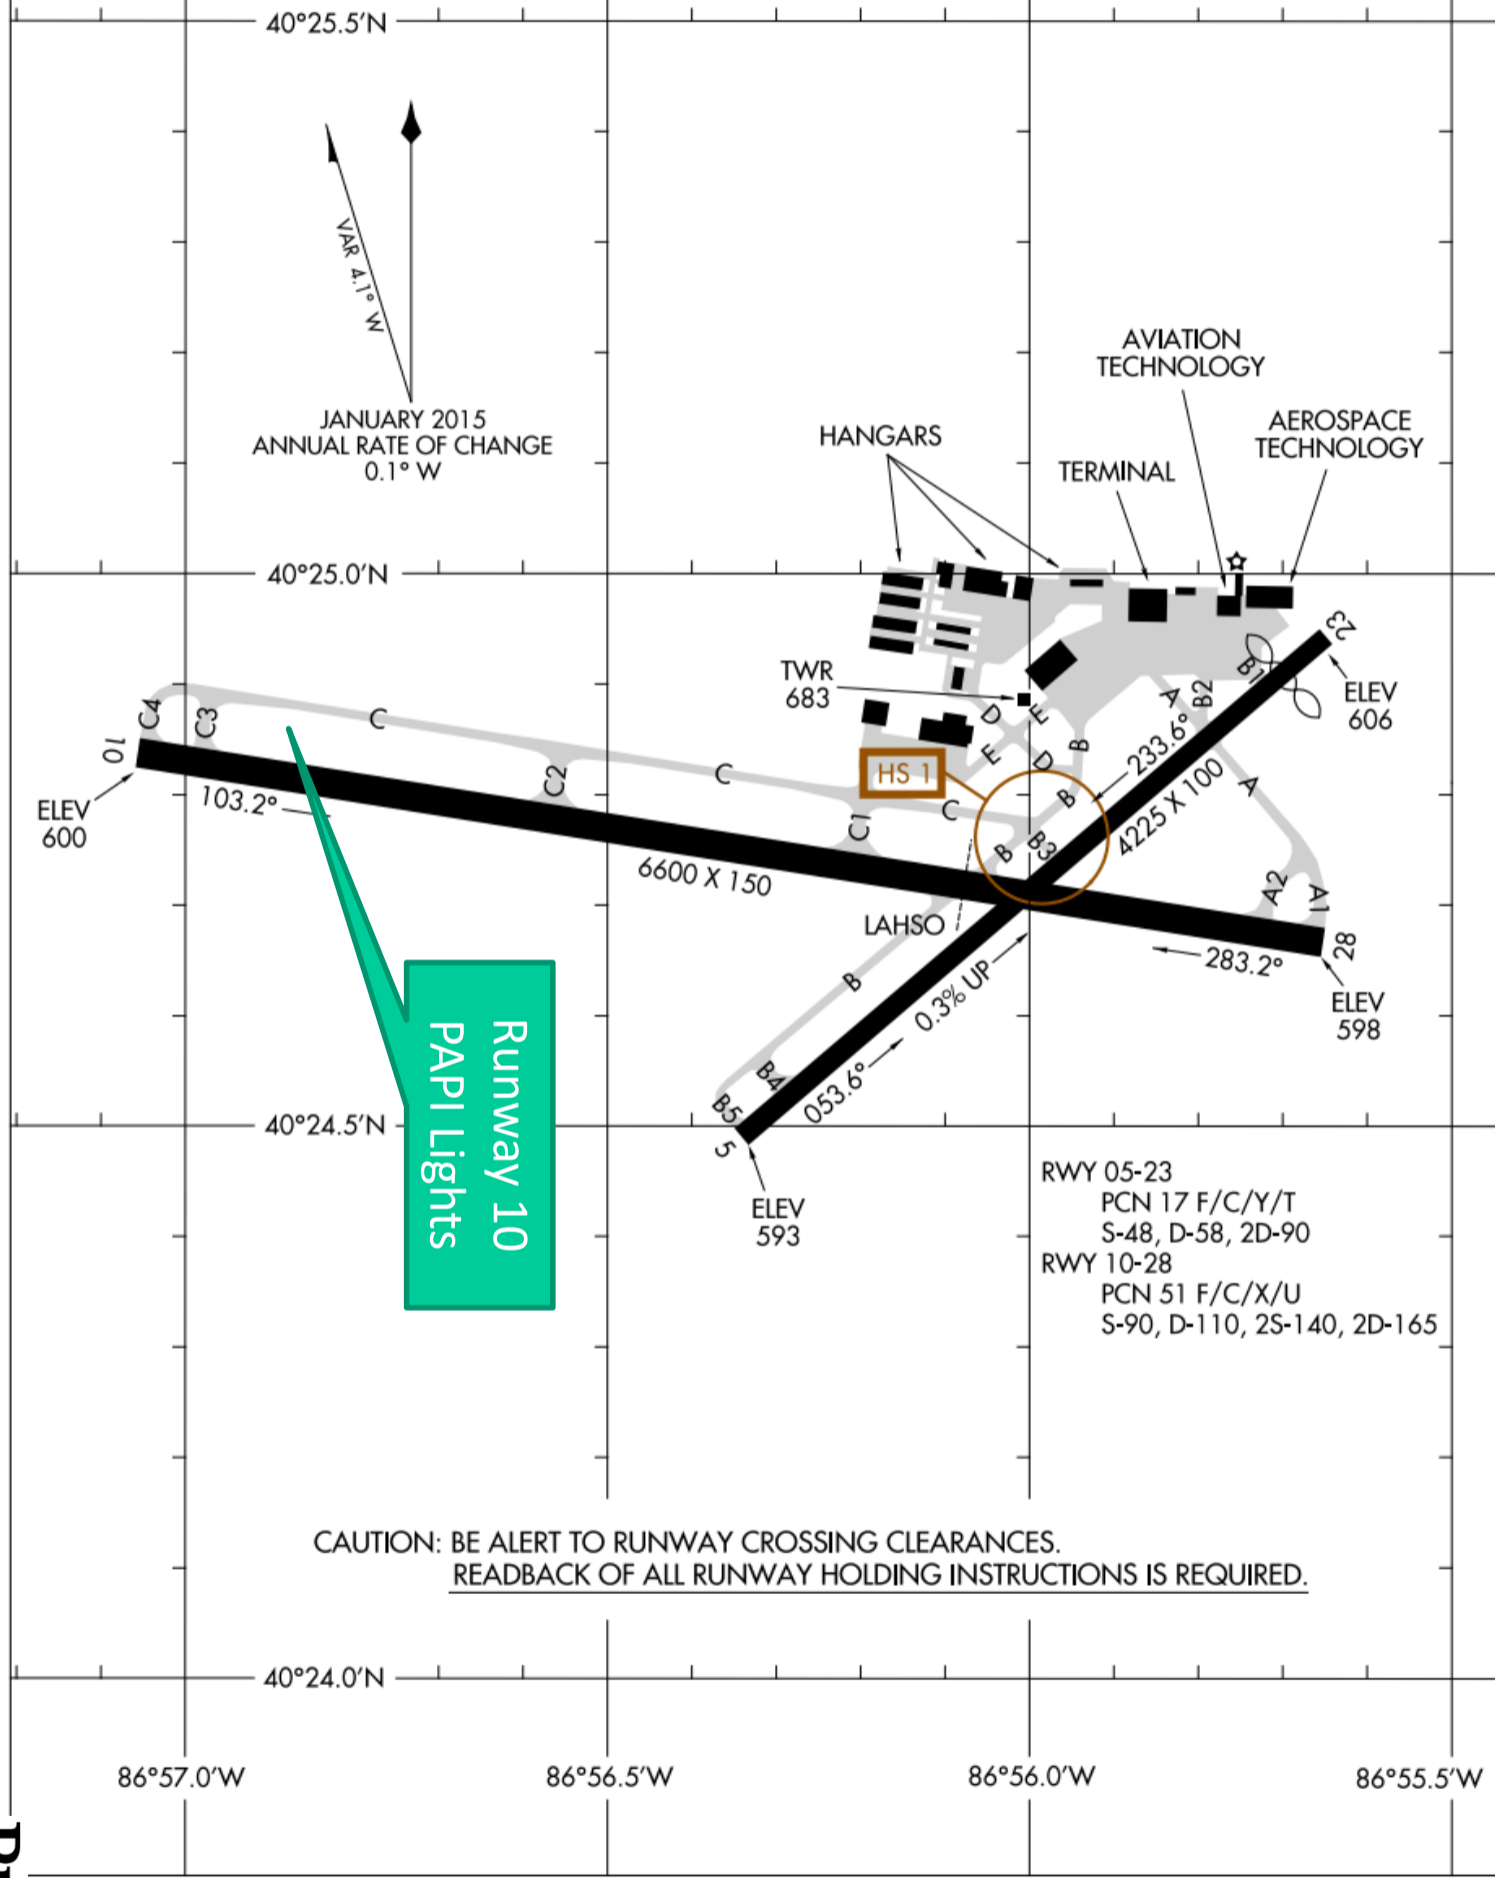 40°25.5'N
VAR 4.1° W
JANUARY 2015
ANNUAL RATE OF CHANGE
0.1° W
AVIATION
TECHNOLOGY
AEROSPACE
TECHNOLOGY
HANGARS
TERMINAL
40°25.0'N
TWR
683
23
ELEV
606
B1
B2
A
C4
C3
C
10
ELEV
600
103.2°
C2
C
D
E
E
D
B
233.6°
HS 1
4225 X 100
A
C
B
C1
B
B3
6600 X 150
A2
A1
LAHSO
28
283.2°
ELEV
598
B
0.3% UP
053.6°
B4
B5
5
ELEV
593
Runway 10
PAPI Lights
40°24.5'N
RWY 05-23
PCN 17 F/C/Y/T
S-48, D-58, 2D-90
RWY 10-28
PCN 51 F/C/X/U
S-90, D-110, 2S-140, 2D-165
CAUTION: BE ALERT TO RUNWAY CROSSING CLEARANCES.
READBACK OF ALL RUNWAY HOLDING INSTRUCTIONS IS REQUIRED.
40°24.0'N
86°57.0'W
86°56.5'W
86°56.0'W
86°55.5'W